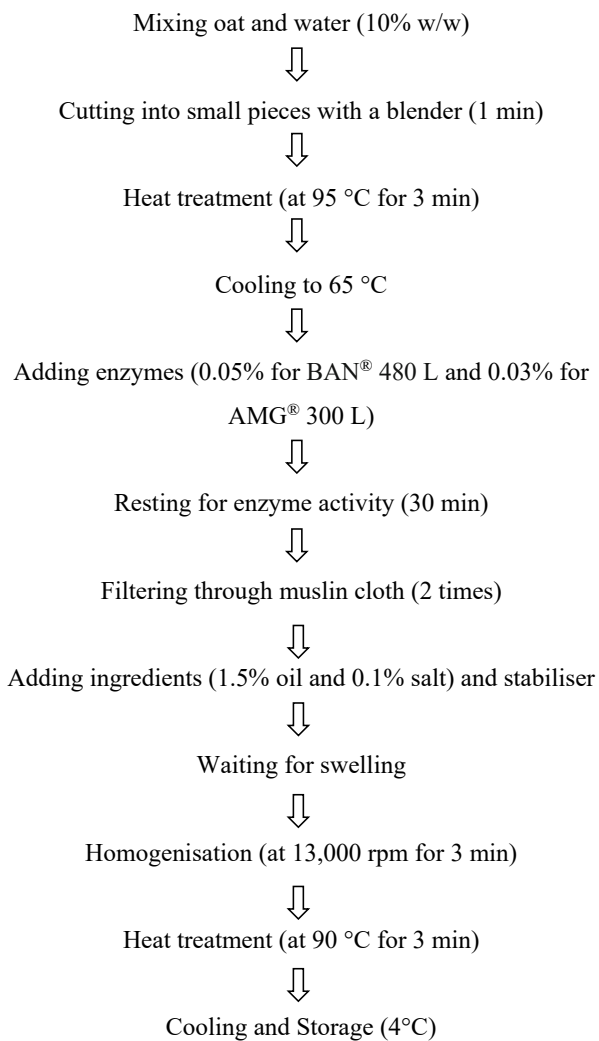 Mixing oat and water (10% w/w)
Cutting into small pieces with a blender (1 min)
Heat treatment (at 95 °C for 3 min)
Cooling to 65 °C
Adding enzymes (0.05% for BAN® 480 L and 0.03% for
AMG® 300 L)
Resting for enzyme activity (30 min)
Filtering through muslin cloth (2 times)
Adding ingredients (1.5% oil and 0.1% salt) and stabiliser
Waiting for swelling
Homogenisation (at 13,000 rpm for 3 min)
Heat treatment (at 90 °C for 3 min)
Cooling and Storage (4°C)